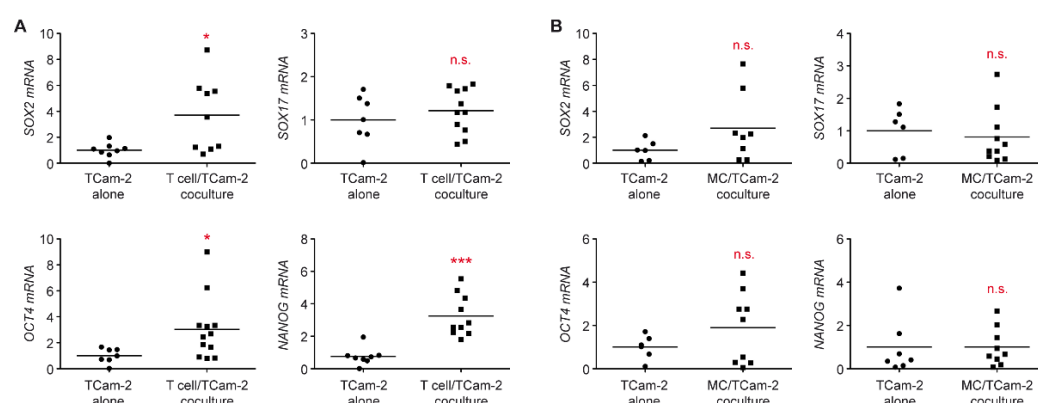 A
SOX2 mRNA
10
8
6
4
2
0
*
TCam-2
alone
T cell/TCam-2
coculture
SOX17 mRNA
3
2
1
0
n.s.
TCam-2
alone
T cell/TCam-2
coculture
B
SOX2 mRNA
10
8
6
4
2
0
n.s.
TCam-2
alone
MC/TCam-2
coculture
SOX17 mRNA
4
3
2
1
0
n.s.
TCam-2
alone
MC/TCam-2
coculture
OCT4 mRNA
10
8
6
4
2
0
*
TCam-2
alone
T cell/TCam-2
coculture
NANOG mRNA
8
6
4
2
0
***
TCam-2
alone
T cell/TCam-2
coculture
OCT4 mRNA
6
4
2
0
n.s.
TCam-2
alone
MC/TCam-2
coculture
NANOG mRNA
6
4
2
0
n.s.
TCam-2
alone
MC/TCam-2
coculture